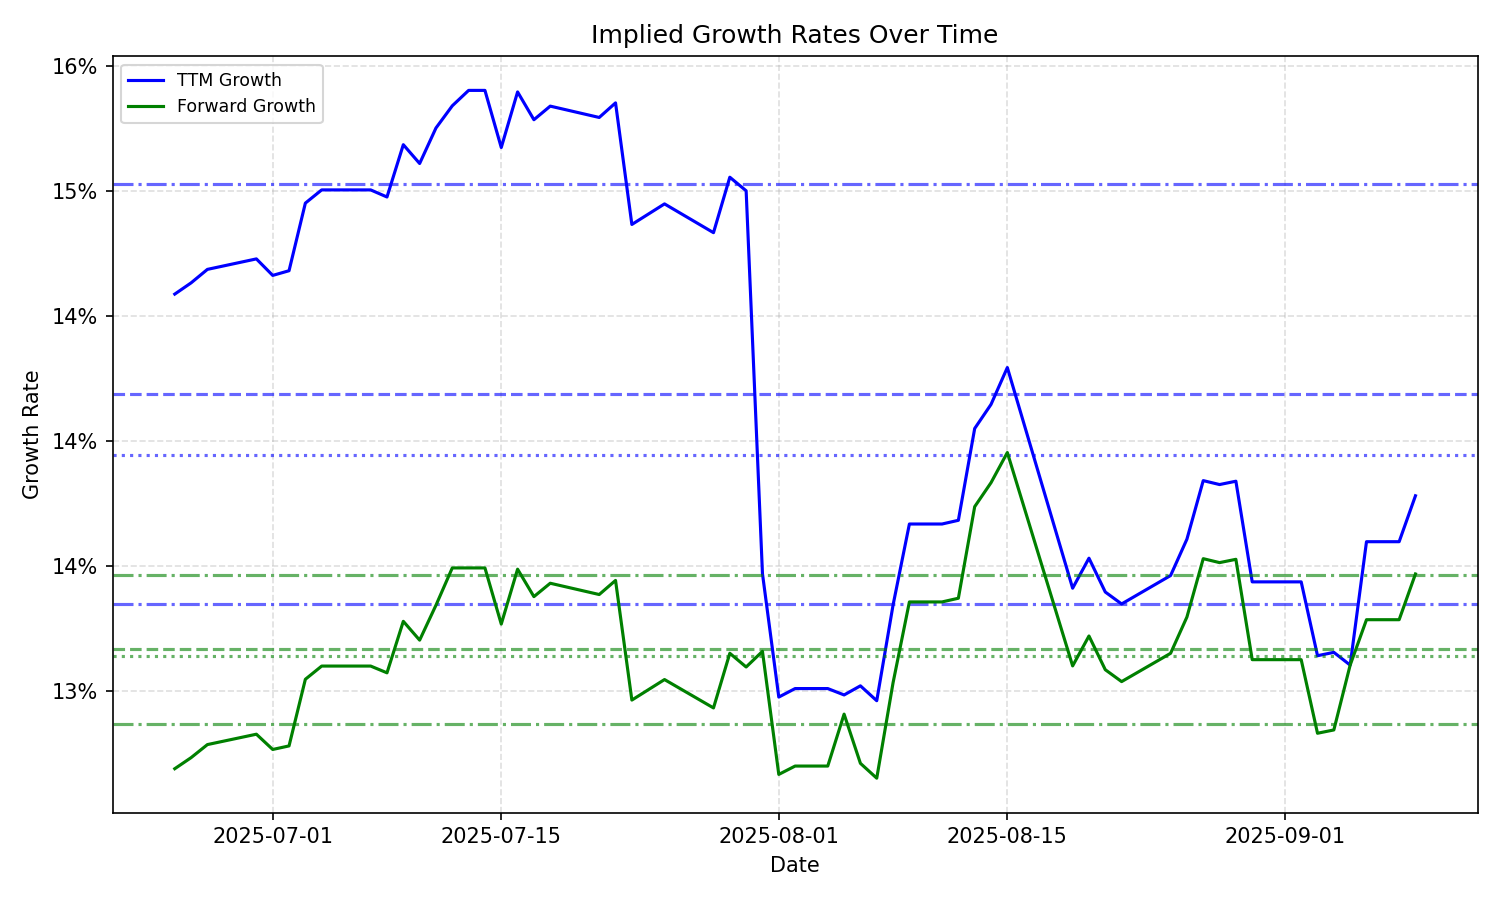 Implied Growth Rates Over Time
TTM Growth
Forward Growth
16%
15%
14%
14%
14%
13%
Growth Rate
2025-07-01
2025-07-15
2025-08-01
2025-08-15
2025-09-01
Date